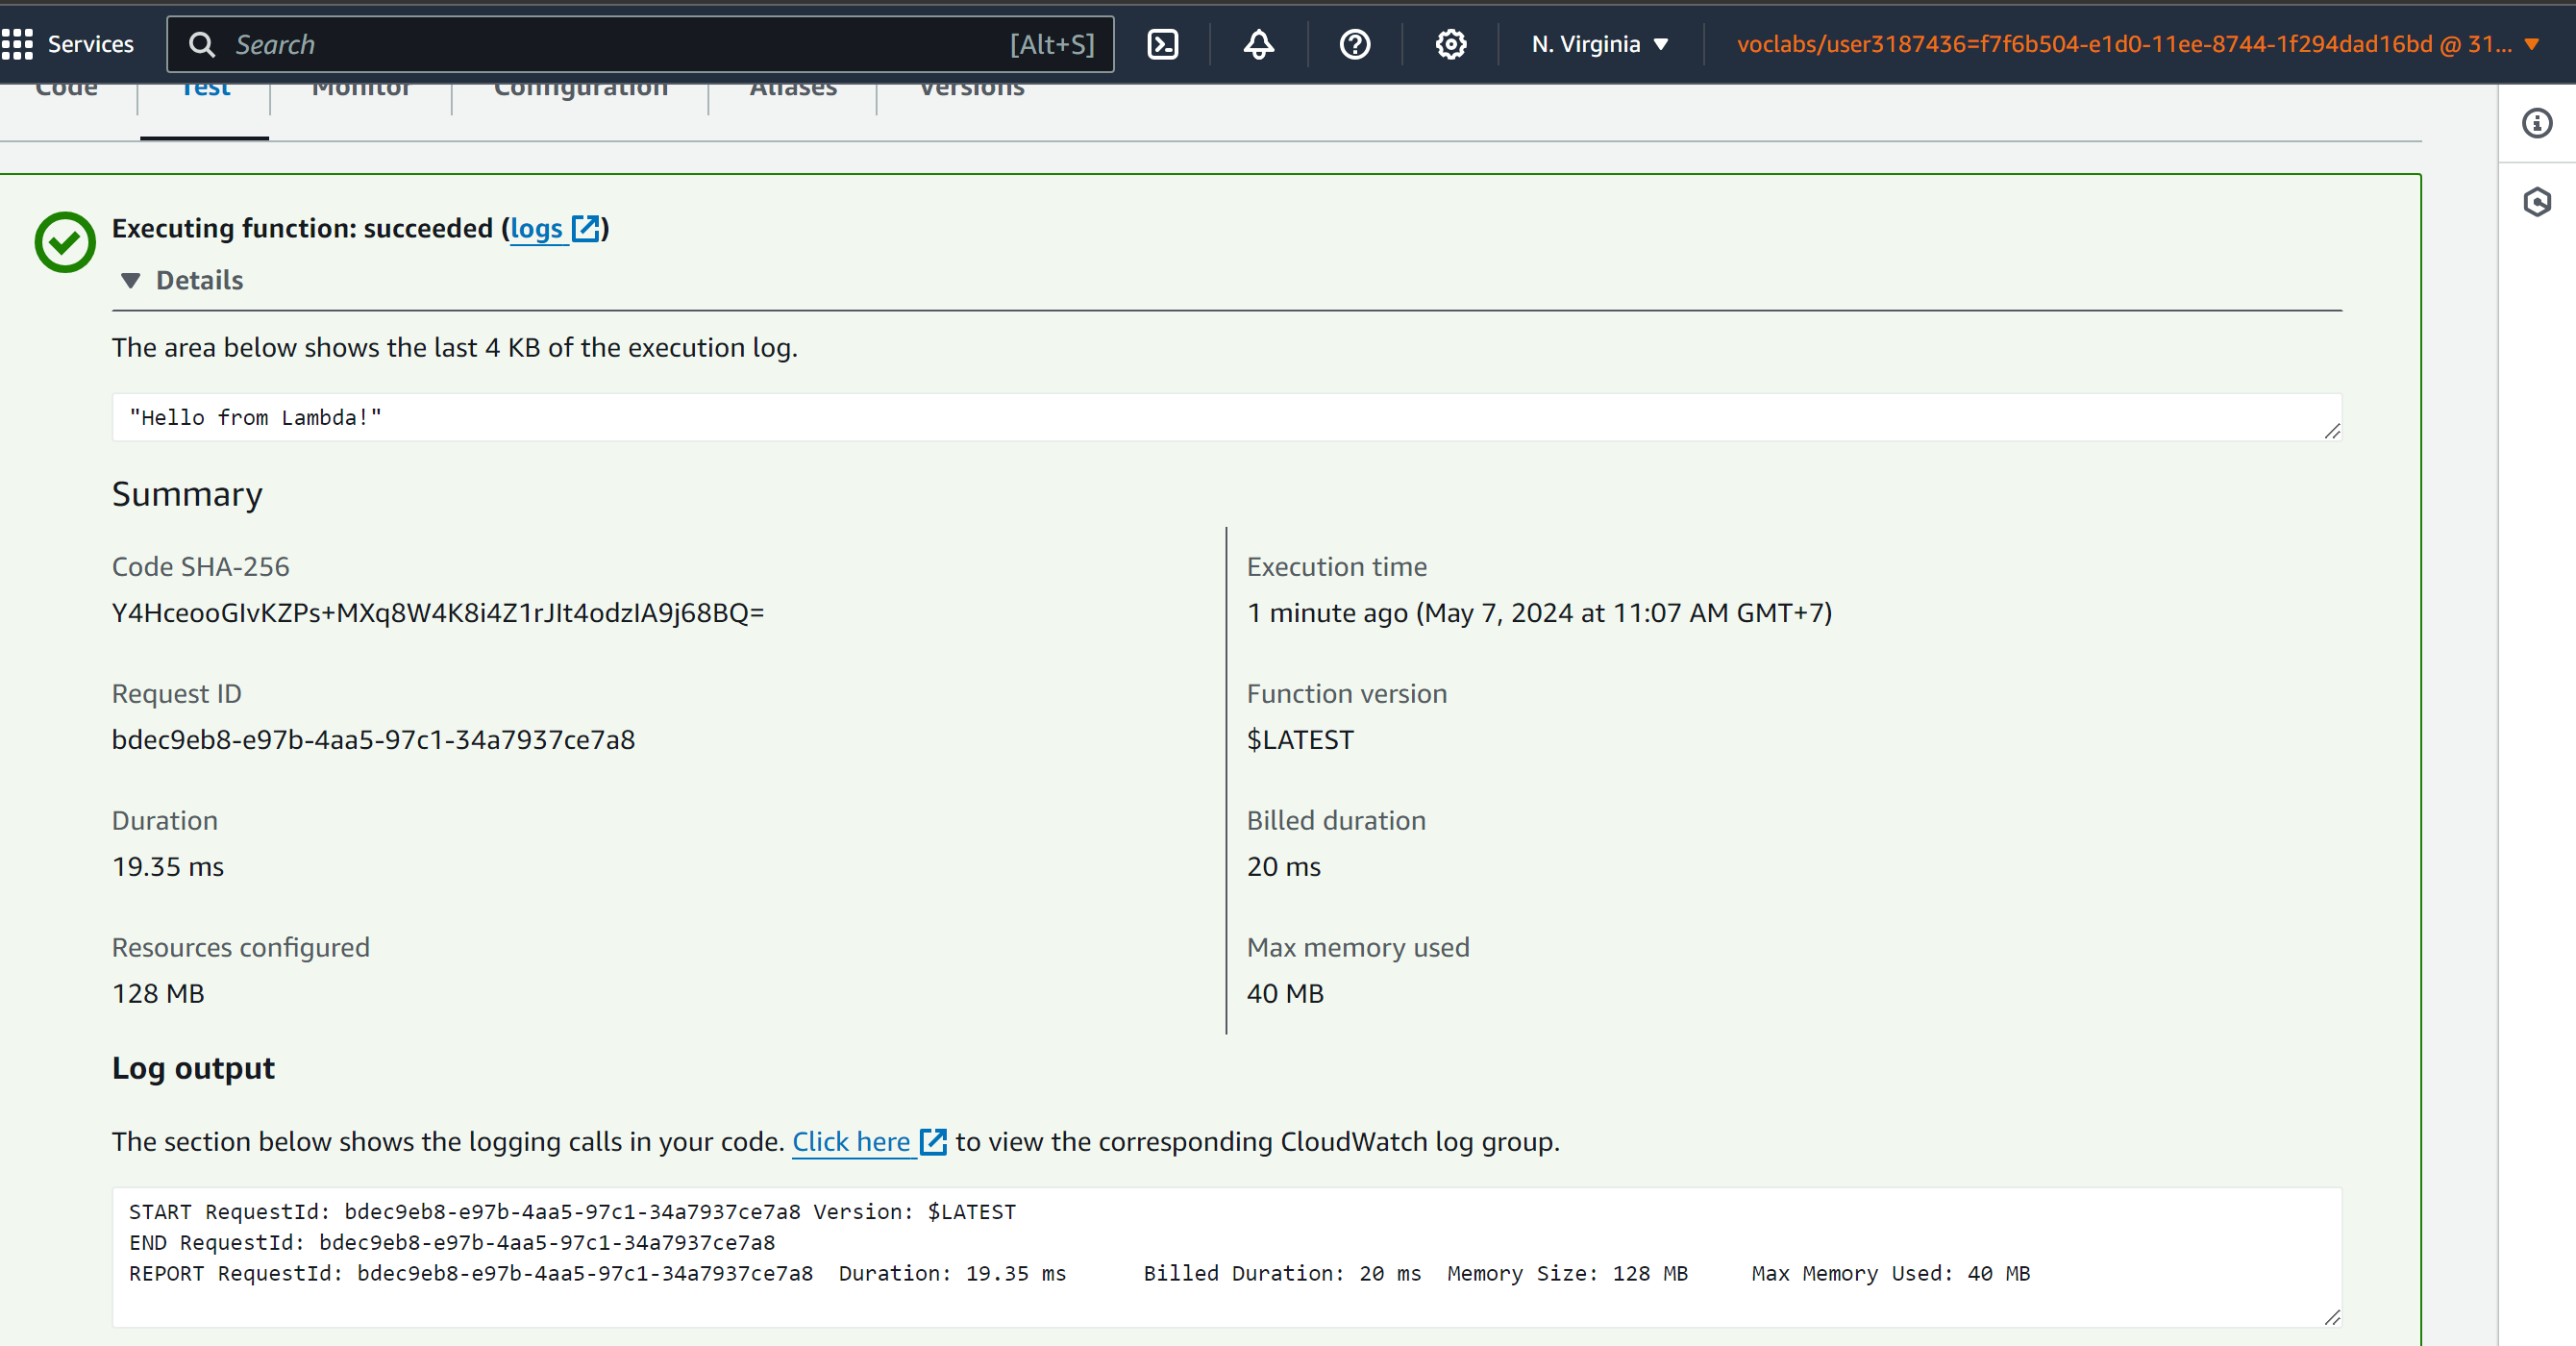 Services
Search
[Alt+S]
N. Virginia
voclabs/user3187436=f7f6b504-e1d0-11ee-8744-1f294dad16bd @ 31...
Code
Test
Monitor
Configuration
Aliases
Versions
Executing function: succeeded (logs)
Details
The area below shows the last 4 KB of the execution log.
"Hello from Lambda!"
Summary
Code SHA-256
Y4HceooGIvKZPs+MXq8W4K8i4Z1rJIt4odzIA9j68BQ=
Execution time
1 minute ago (May 7, 2024 at 11:07 AM GMT+7)
Request ID
bdec9eb8-e97b-4aa5-97c1-34a7937ce7a8
Function version
$LATEST
Duration
19.35 ms
Billed duration
20 ms
Resources configured
128 MB
Max memory used
40 MB
Log output
The section below shows the logging calls in your code. Click here to view the corresponding CloudWatch log group.
START RequestId: bdec9eb8-e97b-4aa5-97c1-34a7937ce7a8 Version: $LATEST
END RequestId: bdec9eb8-e97b-4aa5-97c1-34a7937ce7a8
REPORT RequestId: bdec9eb8-e97b-4aa5-97c1-34a7937ce7a8 Duration: 19.35 ms Billed Duration: 20 ms Memory Size: 128 MB Max Memory Used: 40 MB